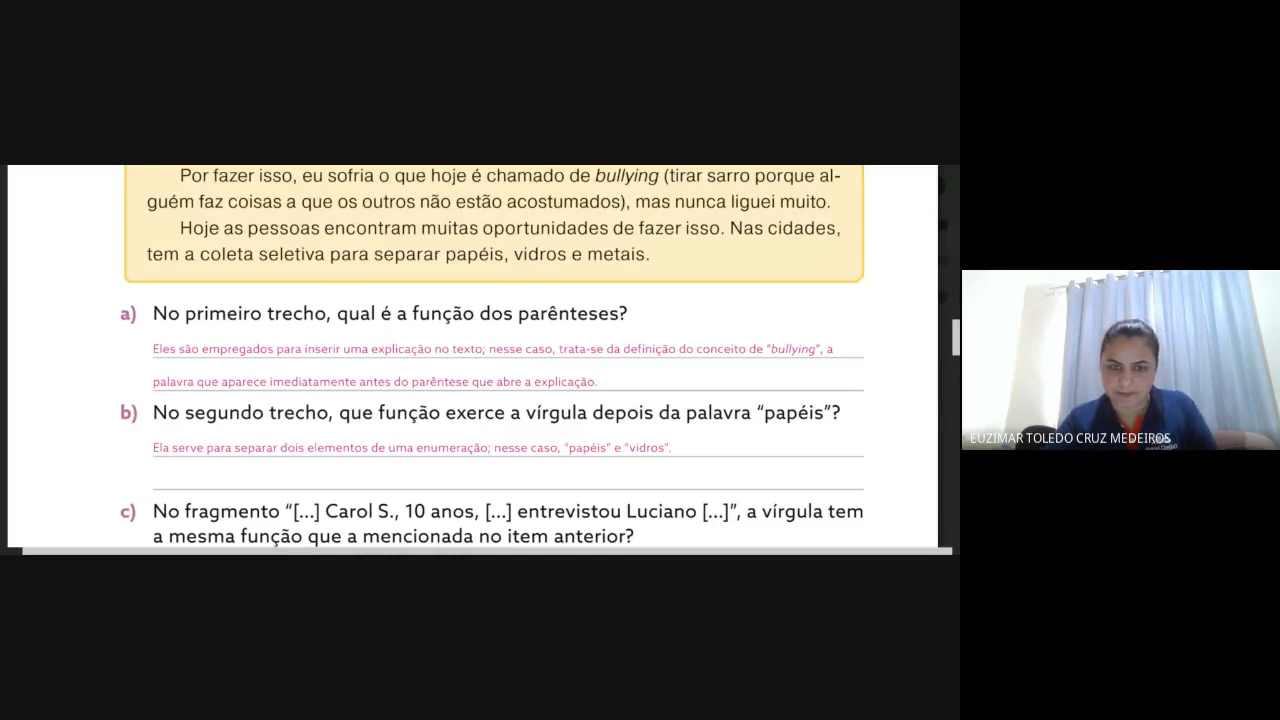 Por fazer isso, eu sofria o que hoje é chamado de bullying (tirar sarro porque al-
guém faz coisas a que os outros não estão acostumados), mas nunca liguei muito.
Hoje as pessoas encontram muitas oportunidades de fazer isso. Nas cidades,
tem a coleta seletiva para separar papéis, vidros e metais.
a) No primeiro trecho, qual é a função dos parênteses?
Eles são empregados para inserir uma explicação no texto; nesse caso, trata-se da definição do conceito de "bullying", a
palavra que aparece imediatamente antes do parêntese que abre a explicação.
b) No segundo trecho, que função exerce a vírgula depois da palavra “papéis”?
Ela serve para separar dois elementos de uma enumeração; nesse caso, “papéis” e “vidros”.
c) No fragmento “[...] Carol S., 10 anos, [...] entrevistou Luciano [...]”, a vírgula tem
a mesma função que a mencionada no item anterior?
EUZIMAR TOLEDO CRUZ MEDEIROS